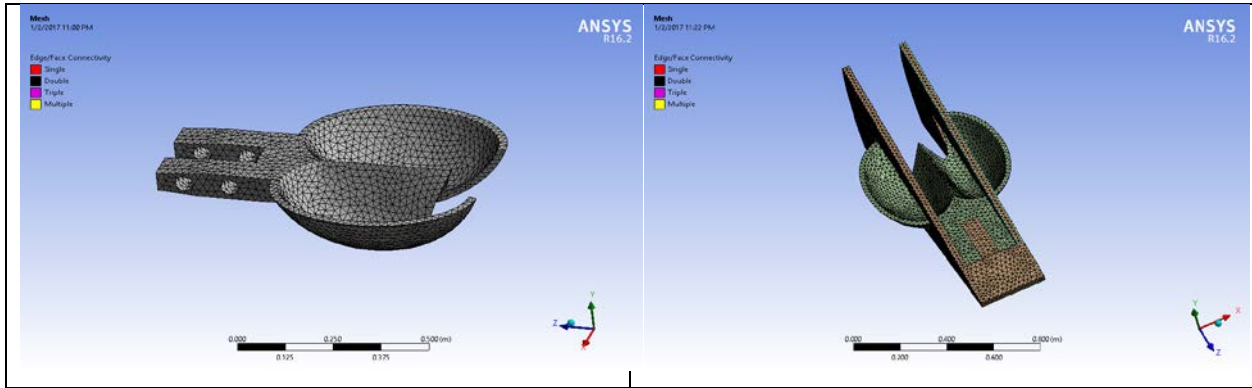 Mesh
1/2/2017 11:00 PM
ANSYS
R16.2
Edge/Face Connectivity
Single
Double
Triple
Multiple
Y
Z
X
0.000
0.250
0.500 (m)
0.125
0.375
Mesh
1/2/2017 11:22 PM
ANSYS
R16.2
Edge/Face Connectivity
Single
Double
Triple
Multiple
Y
X
Z
0.000
0.400
0.800 (m)
0.200
0.600